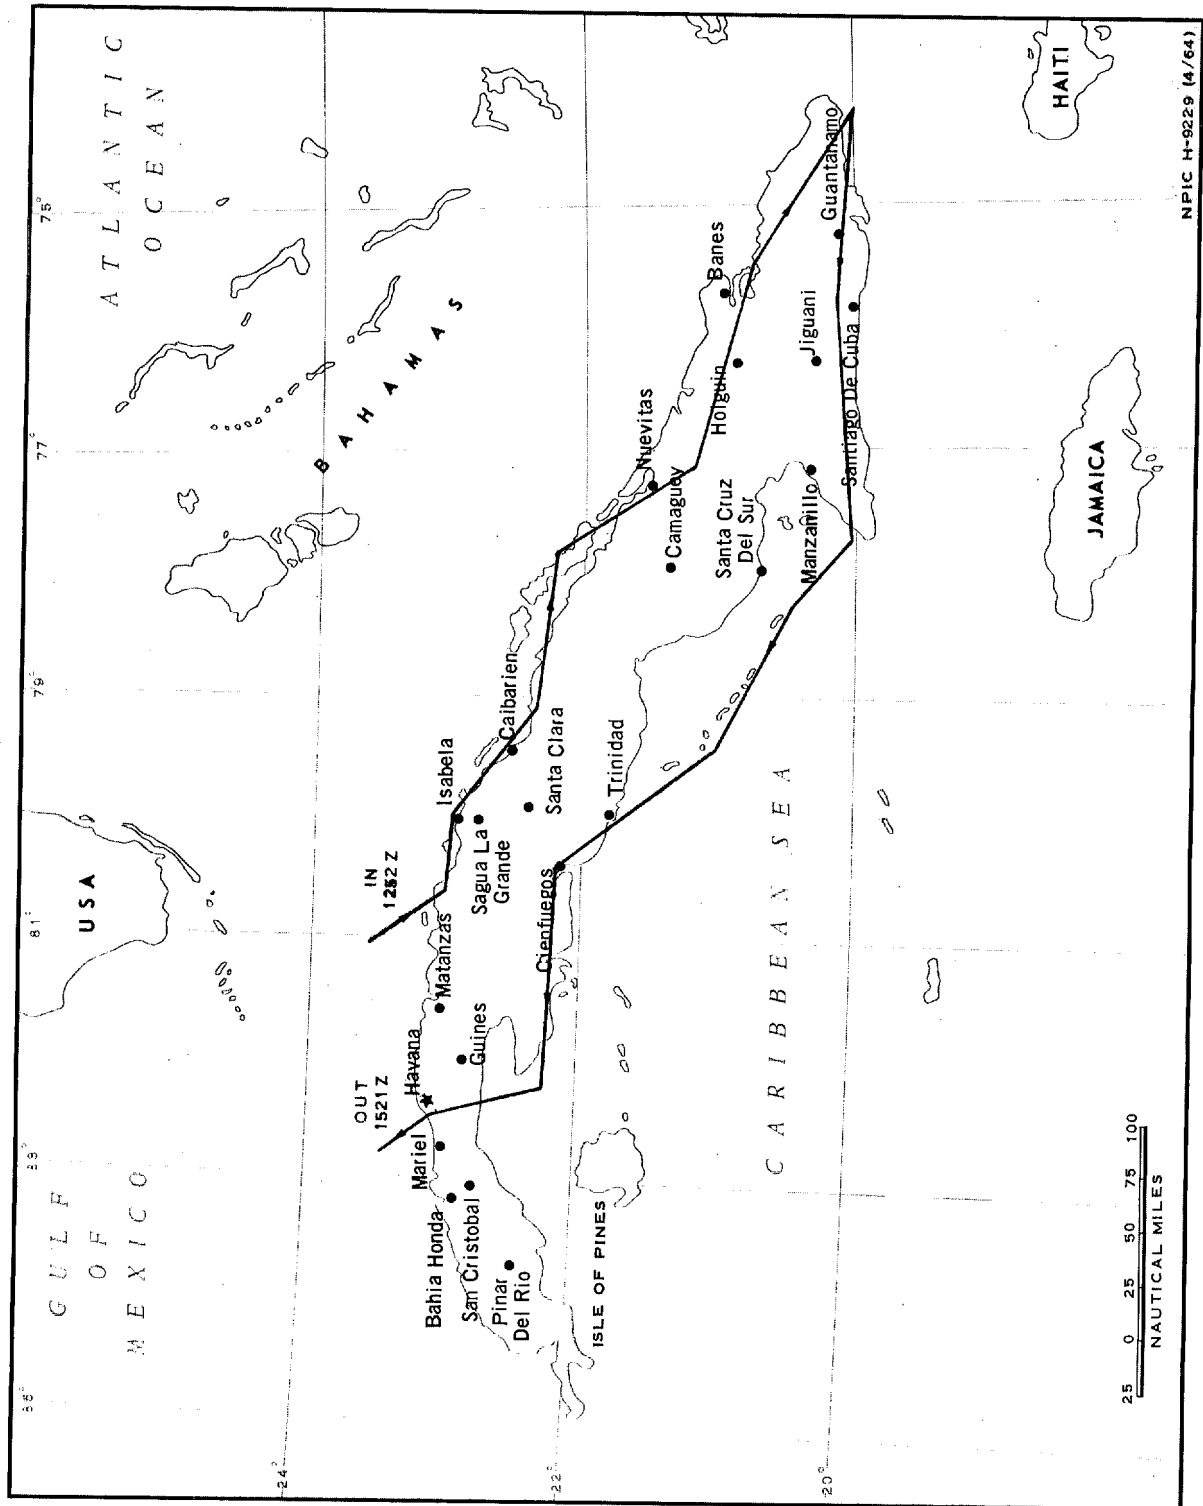 GULF
OF
MEXICO
USA
ATLANTIC
OCEAN
BAHAMAS
81°
79°
77°
75°
24°
22°
20°
OUT
1521 Z
IN
Havana
Matanzas
Guines
Mariel
Bahia Honda
San Cristobal
Pinar
Del Rio
ISLE OF PINES
Isabela
Sagua La
Grande
Caibarien
Santa Clara
Cienfuegos
Trinidad
Nuevitas
Camaguey
Santa Cruz
Del Sur
Manzanillo
Holguin
Banes
Jiguani
Santiago De Cuba
Guantanamo
CARIBBEAN SEA
JAMAICA
HAITI
25 0 25 50 75 100
NAUTICAL MILES
NPIC H-9229 (4/64)